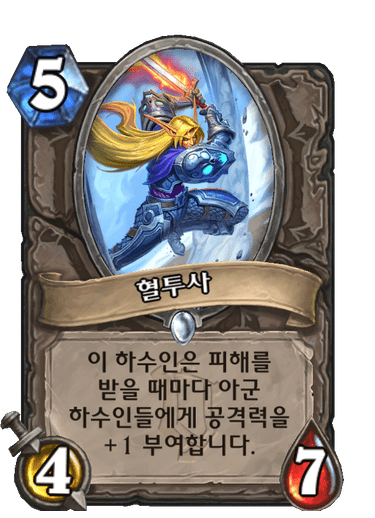 5
혈투사
이 하수인은 피해를
받을 때마다 아군
하수인들에게 공격력을
+1 부여합니다.
4
7